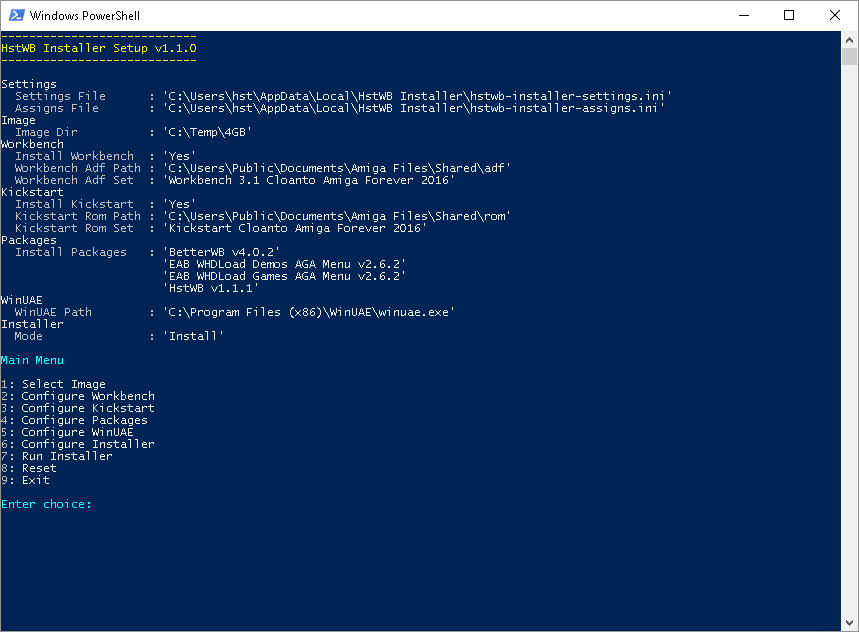 Windows PowerShell
---------------------------
HstWB Installer Setup v1.1.0
---------------------------
Settings
Settings File : 'C:\Users\hst\AppData\Local\HstWB Installer\hstwb-installer-settings.ini'
Assigns File : 'C:\Users\hst\AppData\Local\HstWB Installer\hstwb-installer-assigns.ini'
Image
Image Dir : 'C:\Temp\4GB'
Workbench
Install Workbench : 'Yes'
Workbench Adf Path : 'C:\Users\Public\Documents\Amiga Files\Shared\adf'
Workbench Adf Set : 'Workbench 3.1 Cloanto Amiga Forever 2016'
Kickstart
Install Kickstart : 'Yes'
Kickstart Rom Path : 'C:\Users\Public\Documents\Amiga Files\Shared\rom'
Kickstart Rom Set : 'Kickstart Cloanto Amiga Forever 2016'
Packages
Install Packages : 'BetterWB v4.0.2'
'EAB WHDLoad Demos AGA Menu v2.6.2'
'EAB WHDLoad Games AGA Menu v2.6.2'
'HstWB v1.1.1'
WinUAE
WinUAE Path : 'C:\Program Files (x86)\WinUAE\winuae.exe'
Installer
Mode : 'Install'
Main Menu
1: Select Image
2: Configure Workbench
3: Configure Kickstart
4: Configure Packages
5: Configure WinUAE
6: Configure Installer
7: Run Installer
8: Reset
9: Exit
Enter choice: